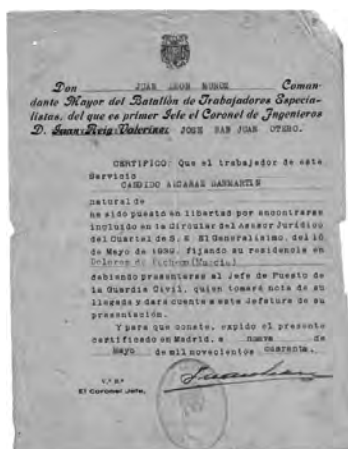 Don JUAN LEON MUÑOZ Coman-
dante Mayor del Batallón de Trabajadores Especia-
listas, del que es primer Jefe el Coronel de Ingenieros
D. Juan Reig Valerino: JOSE SAN JUAN OTERO.
CERTIFICO: Que el trabajador de este
Servicio
CANDIDO ALCARAZ SANMARTIN
natural de
ha sido puesto en libertad por encontrarse
incluido en la Circular del Asesor Jurídico
del Cuartel de S. E. El Generalísimo, del 16
de Mayo de 1939, fijando su residencia en
Dolores de Pacheco (Murcia)
debiendo presentarse al Jefe de Puesto de
la Guardia Civil, quien tomará nota de su
llegada y dará cuenta a esta Jefatura de su
presentación.
Y para que conste, expido el presente
certificado en Madrid, a nueve de
Mayo de mil novecientos cuarenta.
V.º B.º
El Coronel Jefe,